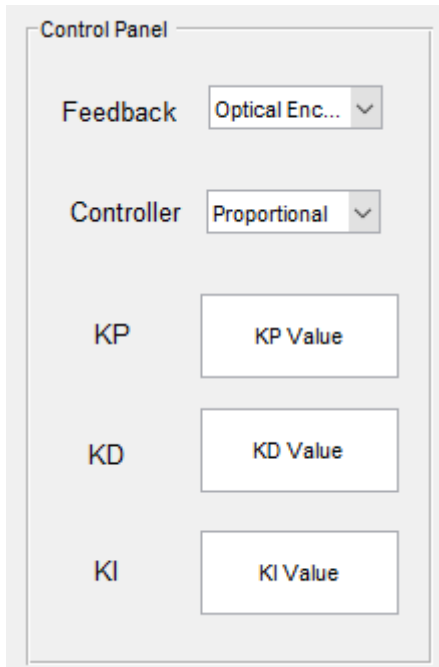 Control Panel
Feedback Optical Enc...
Controller Proportional
KP KP Value
KD KD Value
KI KI Value